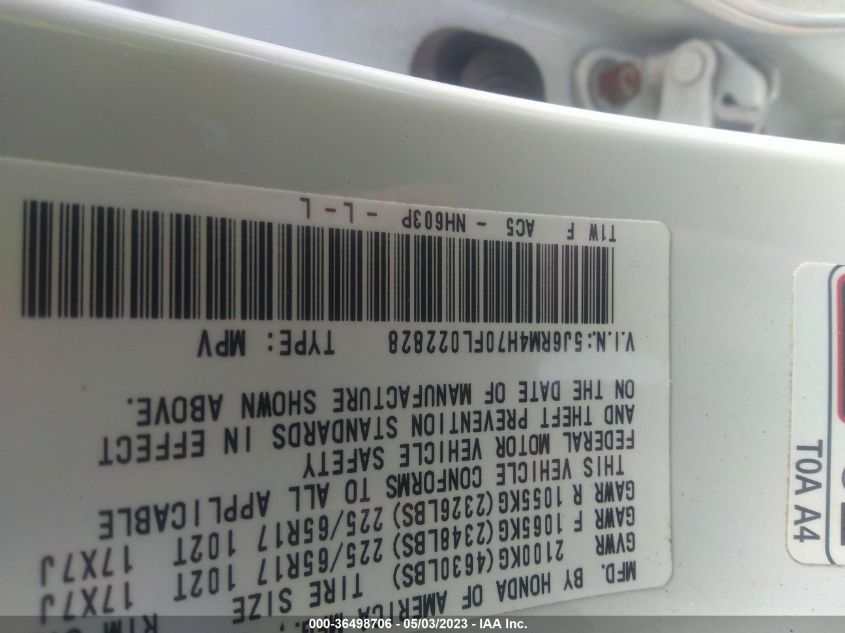 MFD. BY HONDA OF AMERICA
TIRE SIZE RIM
GVWR 2100KG(4630LBS)
GAWR F 1065KG(2348LBS) 225/65R17 102T 17X7J
GAWR R 1055KG(2326LBS) 225/65R17 102T 17X7J
THIS VEHICLE CONFORMS TO ALL APPLICABLE
FEDERAL MOTOR VEHICLE SAFETY
AND THEFT PREVENTION STANDARDS IN EFFECT
ON THE DATE OF MANUFACTURE SHOWN ABOVE.
V.I.N:5J6RM4H70FL022828 TYPE: MPV
T1W F AC5 - NH603P - L - L
T0A A4
000-36498706 - 05/03/2023 - IAA Inc.